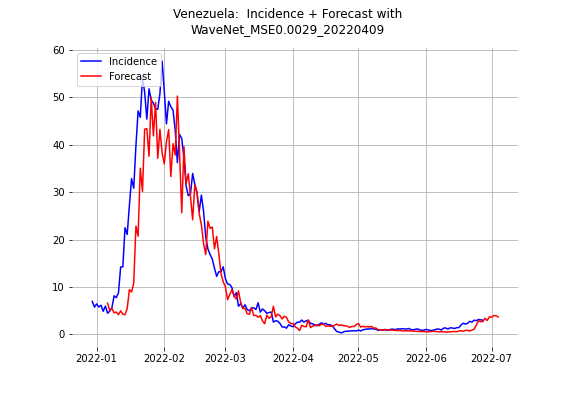 Venezuela:  Incidence + Forecast with
WaveNet_MSE0.0029_20220409
Incidence
Forecast
60
50
40
30
20
10
0
2022-01 2022-02 2022-03 2022-04 2022-05 2022-06 2022-07